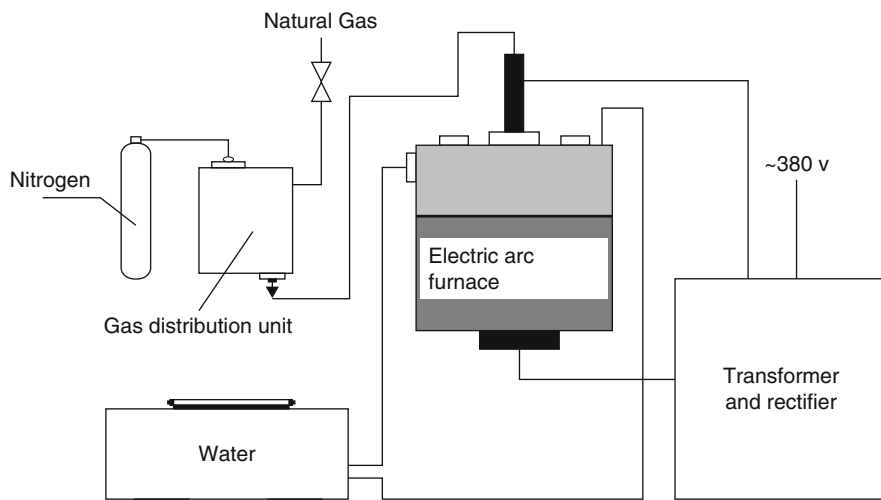 Natural Gas
Nitrogen
~380 v
Electric arc
furnace
Gas distribution unit
Transformer
and rectifier
Water